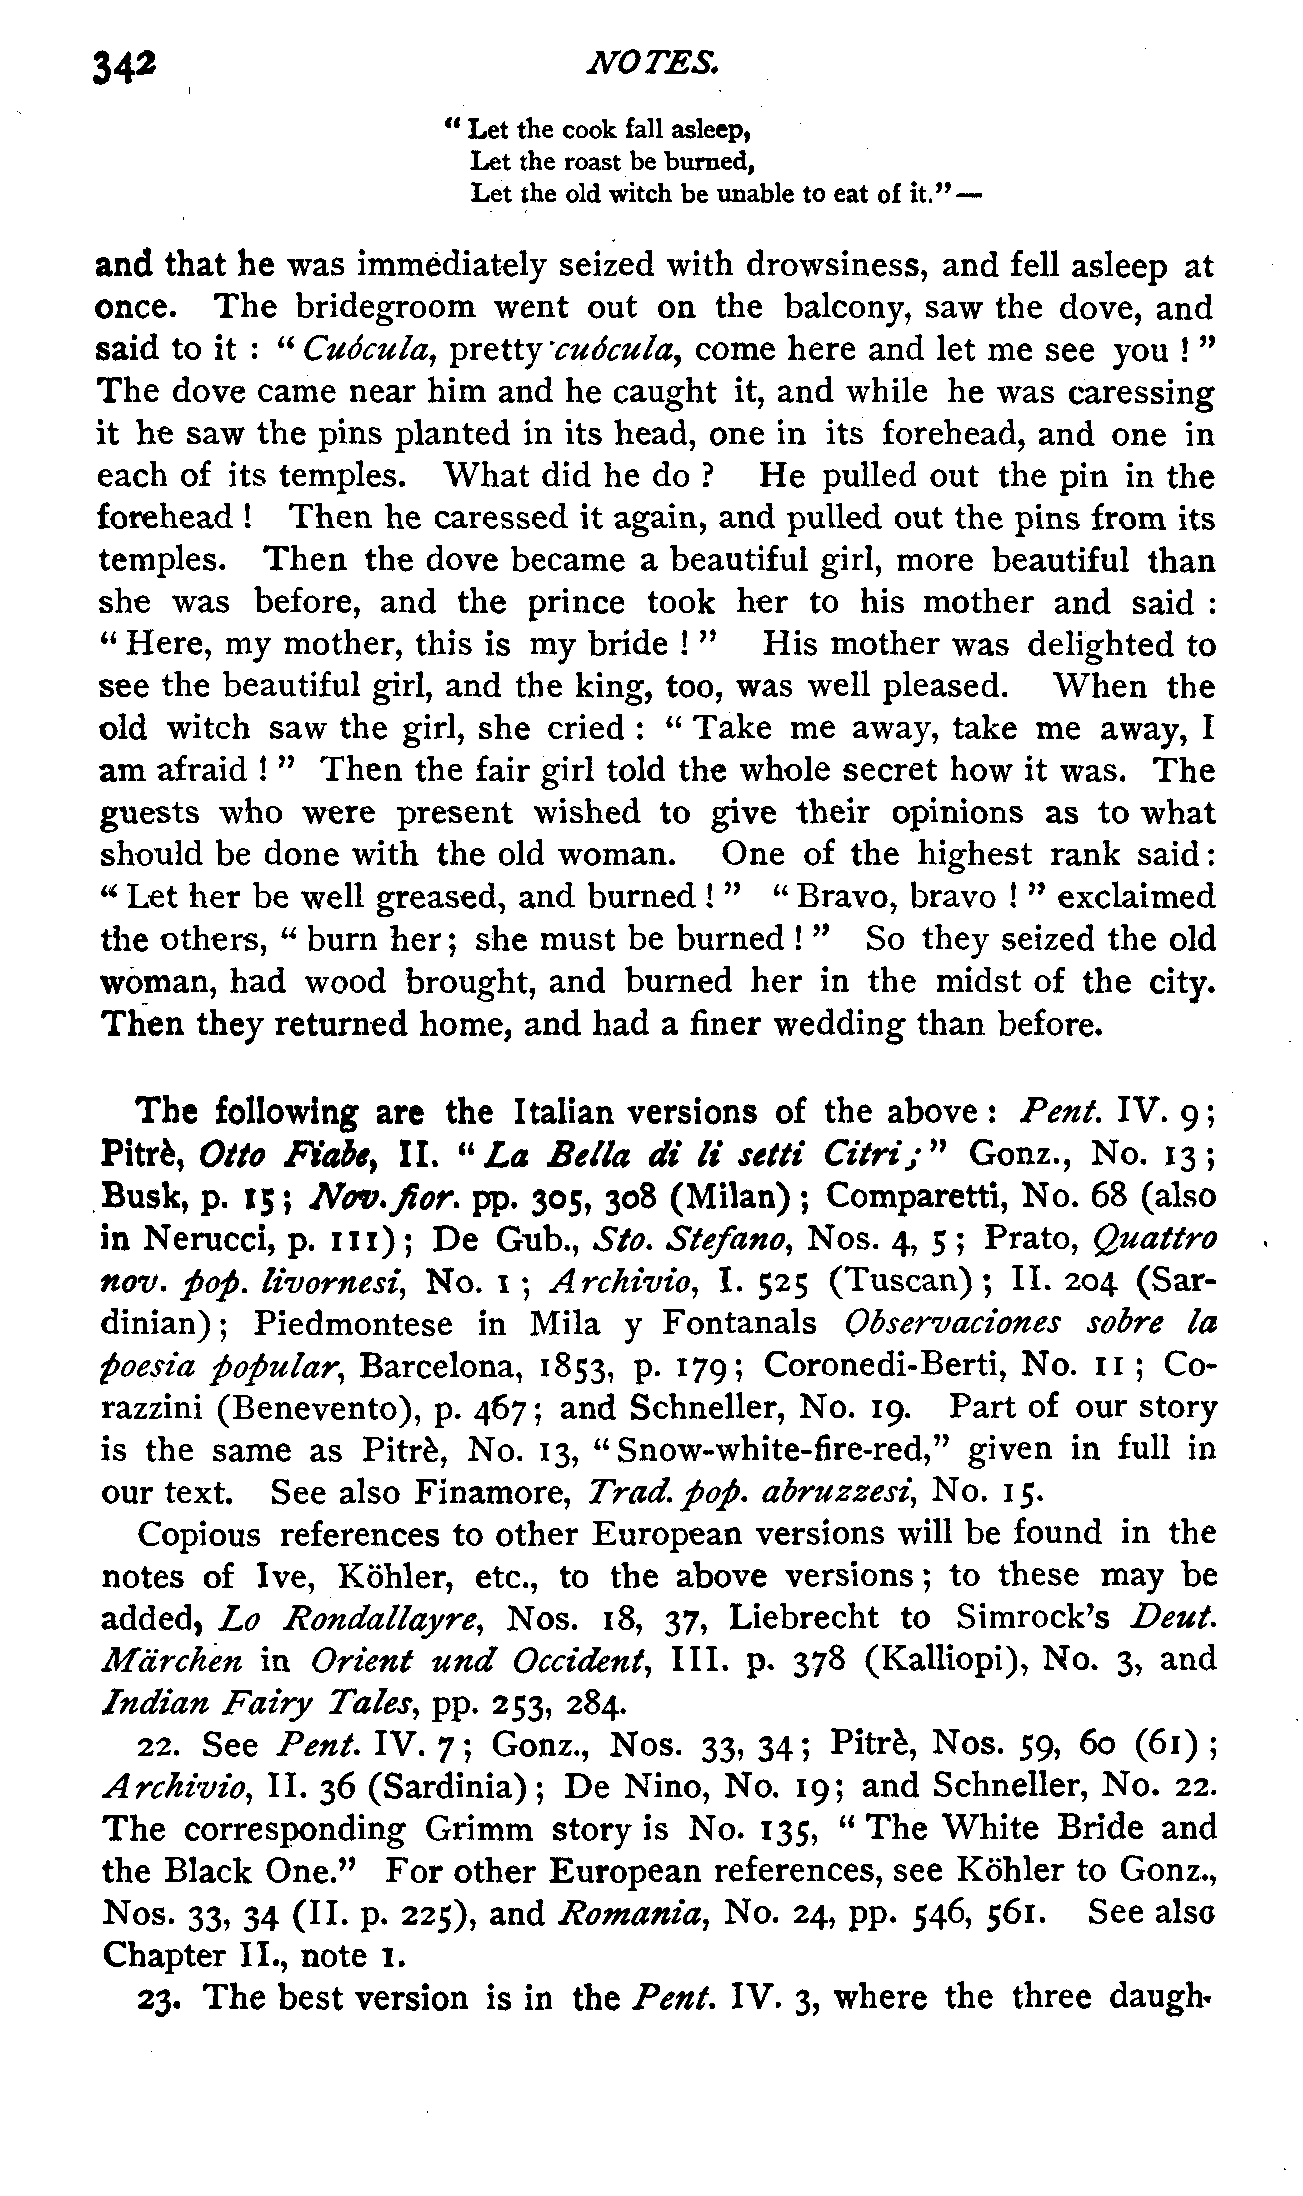 342 NOTES.
“Let the cook fall asleep,
Let the roast be burned,
Let the old witch be unable to eat of it.”—
and that he was immediately seized with drowsiness, and fell asleep at
once. The bridegroom went out on the balcony, saw the dove, and
said to it : “Cuócula, pretty cuócula, come here and let me see you ! ”
The dove came near him and he caught it, and while he was caressing
it he saw the pins planted in its head, one in its forehead, and one in
each of its temples. What did he do ? He pulled out the pin in the
forehead ! Then he caressed it again, and pulled out the pins from its
temples. Then the dove became a beautiful girl, more beautiful than
she was before, and the prince took her to his mother and said :
“ Here, my mother, this is my bride ! ” His mother was delighted to
see the beautiful girl, and the king, too, was well pleased. When the
old witch saw the girl, she cried : “ Take me away, take me away, I
am afraid ! ” Then the fair girl told the whole secret how it was. The
guests who were present wished to give their opinions as to what
should be done with the old woman. One of the highest rank said :
“ Let her be well greased, and burned ! ” “ Bravo, bravo ! ” exclaimed
the others, “ burn her ; she must be burned ! ” So they seized the old
woman, had wood brought, and burned her in the midst of the city.
Then they returned home, and had a finer wedding than before.
The following are the Italian versions of the above : Pent. IV. 9 ;
Pitrè, Otto Fiabe, II. “La Bella di li setti Citri ;” Gonz., No. 13 ;
Busk, p. 15 ; Nov. fior. pp. 305, 308 (Milan) ; Comparetti, No. 68 (also
in Nerucci, p. 111) ; De Gub., Sto. Stefano, Nos. 4, 5 ; Prato, Quattro
nov. pop. livornesi, No. 1 ; Archivio, I. 525 (Tuscan) ; II. 204 (Sar-
dinian) ; Piedmontese in Mila y Fontanals Observaciones sobre la
poesia popular, Barcelona, 1853, p. 179 ; Coronedi-Berti, No. 11 ; Co-
razzini (Benevento), p. 467 ; and Schneller, No. 19. Part of our story
is the same as Pitrè, No. 13, “Snow-white-fire-red,” given in full in
our text. See also Finamore, Trad. pop. abruzzesi, No. 15.
Copious references to other European versions will be found in the
notes of Ive, Köhler, etc., to the above versions ; to these may be
added, Lo Rondallayre, Nos. 18, 37, Liebrecht to Simrock’s Deut.
Märchen in Orient und Occident, III. p. 378 (Kalliopi), No. 3, and
Indian Fairy Tales, pp. 253, 284.
22. See Pent. IV. 7 ; Gonz., Nos. 33, 34 ; Pitrè, Nos. 59, 60 (61) ;
Archivio, II. 36 (Sardinia) ; De Nino, No. 19 ; and Schneller, No. 22.
The corresponding Grimm story is No. 135, “ The White Bride and
the Black One.” For other European references, see Köhler to Gonz.,
Nos. 33, 34 (II. p. 225), and Romania, No. 24, pp. 546, 561. See also
Chapter II., note 1.
23. The best version is in the Pent. IV. 3, where the three daugh-